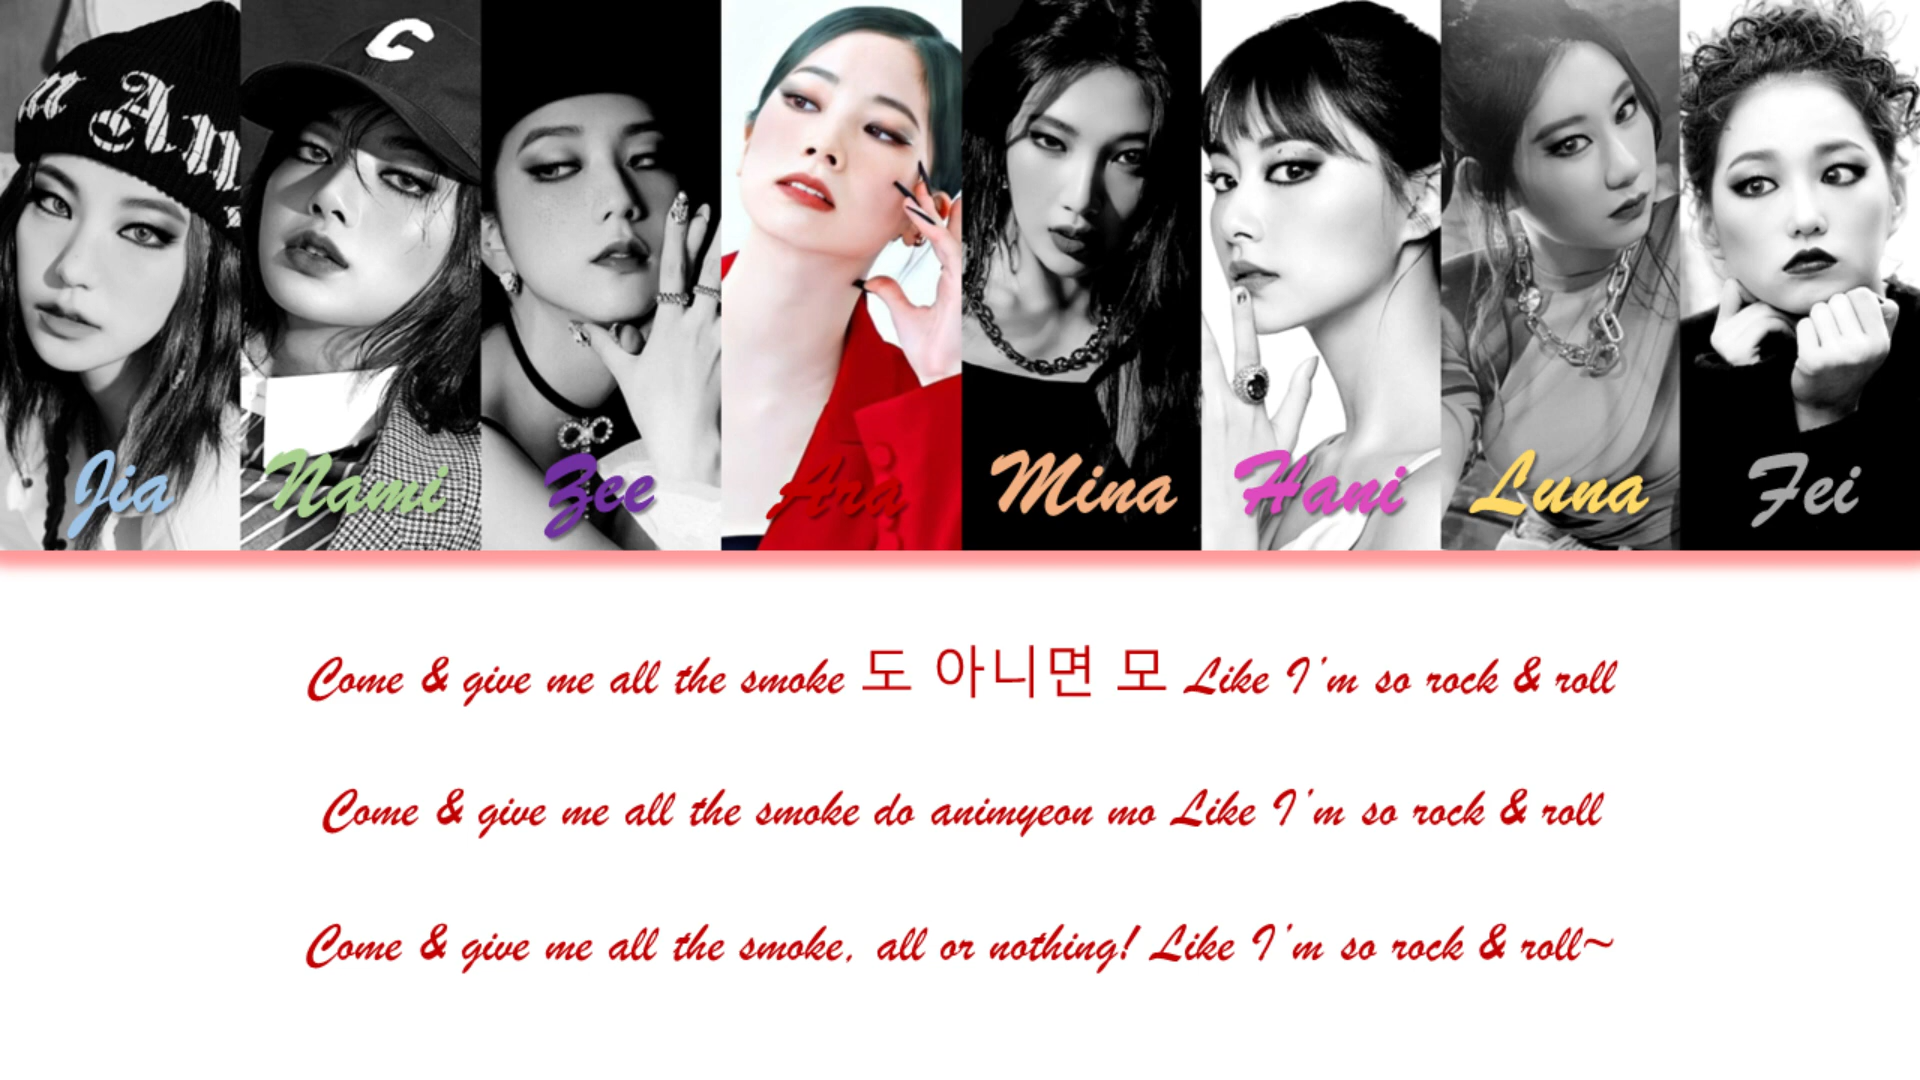 a Am
C
Jia Nami Zee Ara Mina Hani Luna Fei
Come & give me all the smoke 도 아니면 모 Like I'm so rock & roll
Come & give me all the smoke do animyeon mo Like I'm so rock & roll
Come & give me all the smoke, all or nothing! Like I'm so rock & roll~